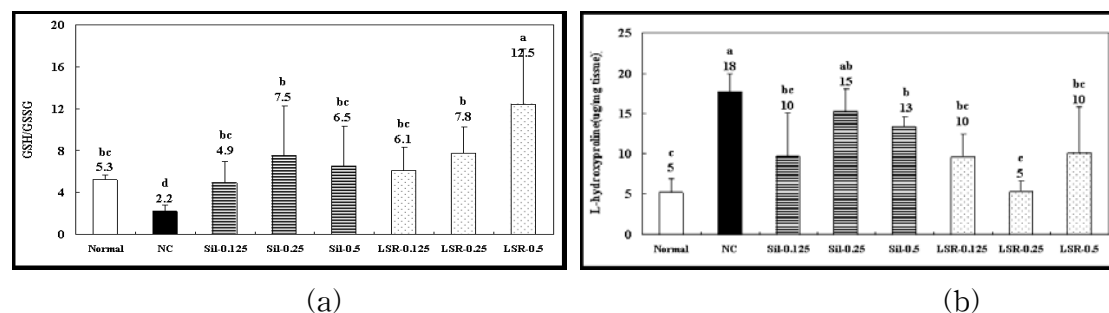 20
16
12
8
4
0
GSH/GSSG
bc
5.3
d
2.2
bc
4.9
b
7.5
bc
6.5
bc
6.1
b
7.8
a
12.5
Normal NC Sil-0.125 Sil-0.25 Sil-0.5 LSR-0.125 LSR-0.25 LSR-0.5
(a)
25
20
15
10
5
0
L-hydroxyproline(ug/mg tissue)
c
5
a
18
bc
10
ab
15
b
13
bc
10
c
5
bc
10
Normal NC Sil-0.125 Sil-0.25 Sil-0.5 LSR-0.125 LSR-0.25 LSR-0.5
(b)